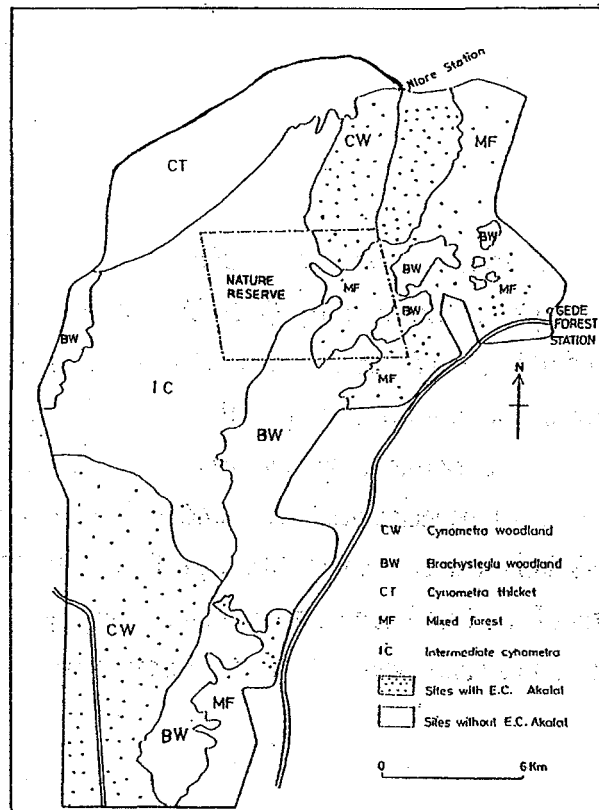 Nlore Station
CW
MF
CT
BW
NATURE
RESERVE
MF
BW
MF
GEDE
FOREST
STATION
BW
BW
IC
MF
N
BW
CW
MF
BW
CW Cynometra woodland
BW Brachyslegla woodland
CT Cynometra thicket
MF Mixed forest
IC Intermediate cynometra
Sites with E.C. Akalat
Sites without E.C. Akalat
0 6 Km